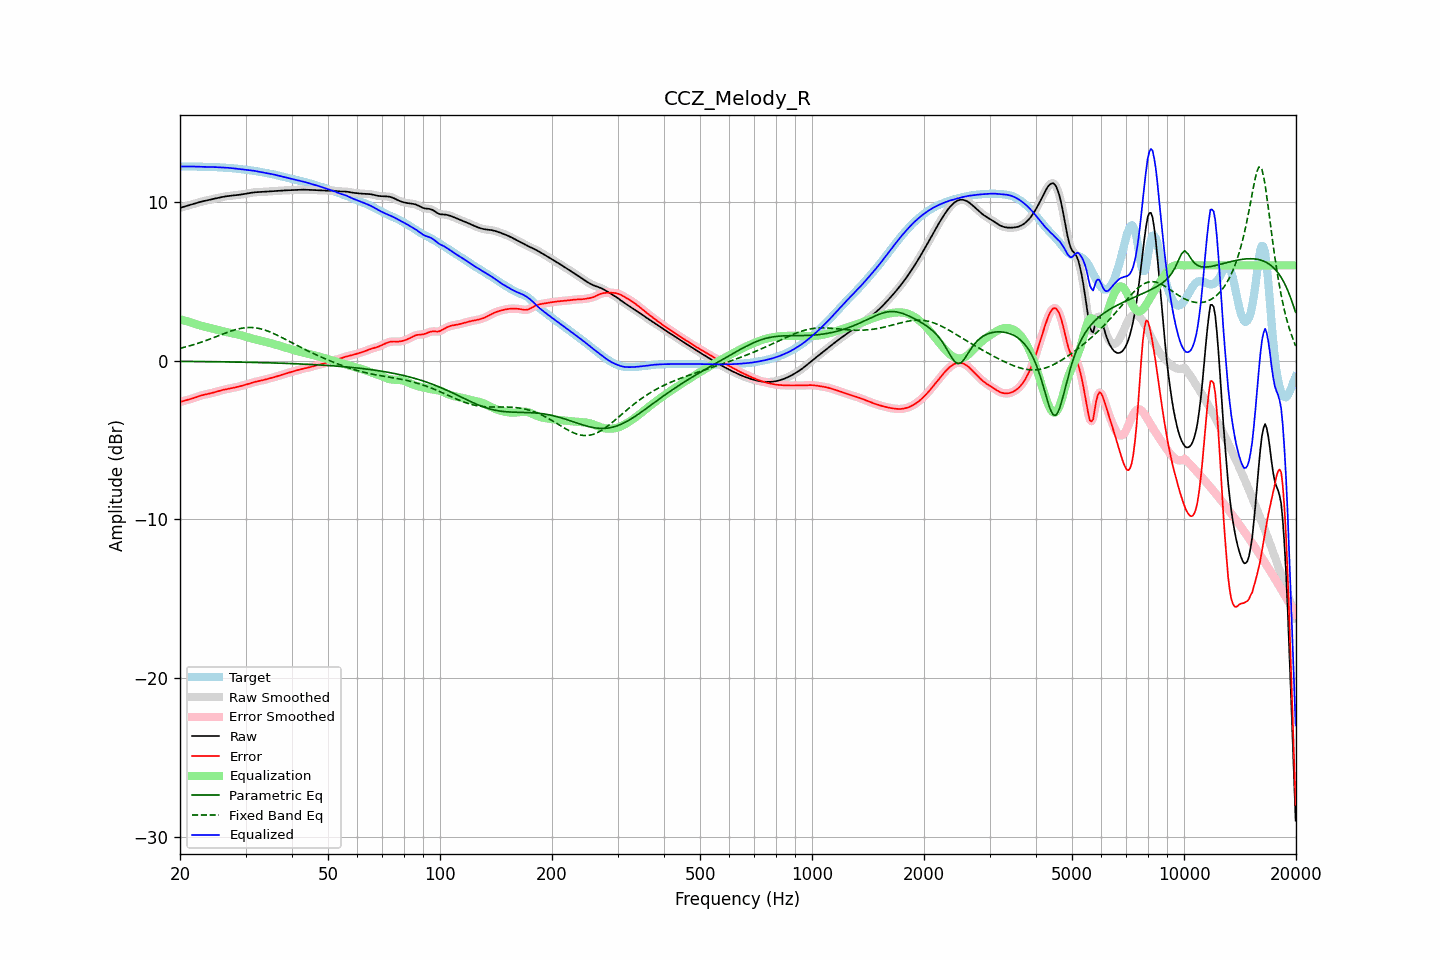 CCZ_Melody_R
Amplitude (dBr)
10
0
−10
−20
−30
Target
Raw Smoothed
Error Smoothed
Raw
Error
Equalization
Parametric Eq
Fixed Band Eq
Equalized
20 50 100 200 500 1000 2000 5000 10000 20000
Frequency (Hz)